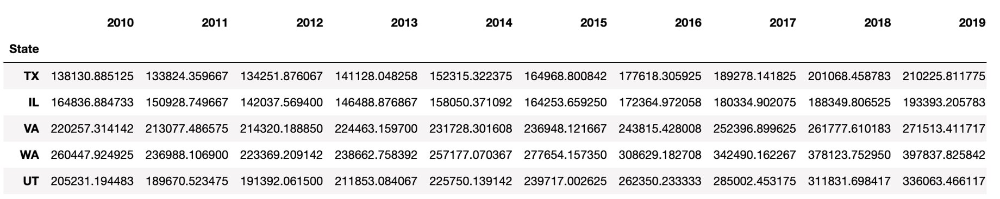 2010 2011 2012 2013 2014 2015 2016 2017 2018 2019
State
TX 138130.885125 133824.359667 134251.876067 141128.048258 152315.322375 164968.800842 177618.305925 189278.141825 201068.458783 210225.811775
IL 164836.884733 150928.749667 142037.569400 146488.876867 158050.371092 164253.659250 172364.972058 180334.902075 188349.806525 193393.205783
VA 220257.314142 213077.486575 214320.188850 224463.159700 231728.301608 236948.121667 243815.428008 252396.899625 261777.610183 271513.411717
WA 260447.924925 236988.106900 223369.209142 238662.758392 257177.070367 277654.157350 308629.182708 342490.162267 378123.752950 397837.825842
UT 205231.194483 189670.523475 191392.061500 211853.084067 225750.139142 239717.002625 262350.233333 285002.453175 311831.698417 336063.466117